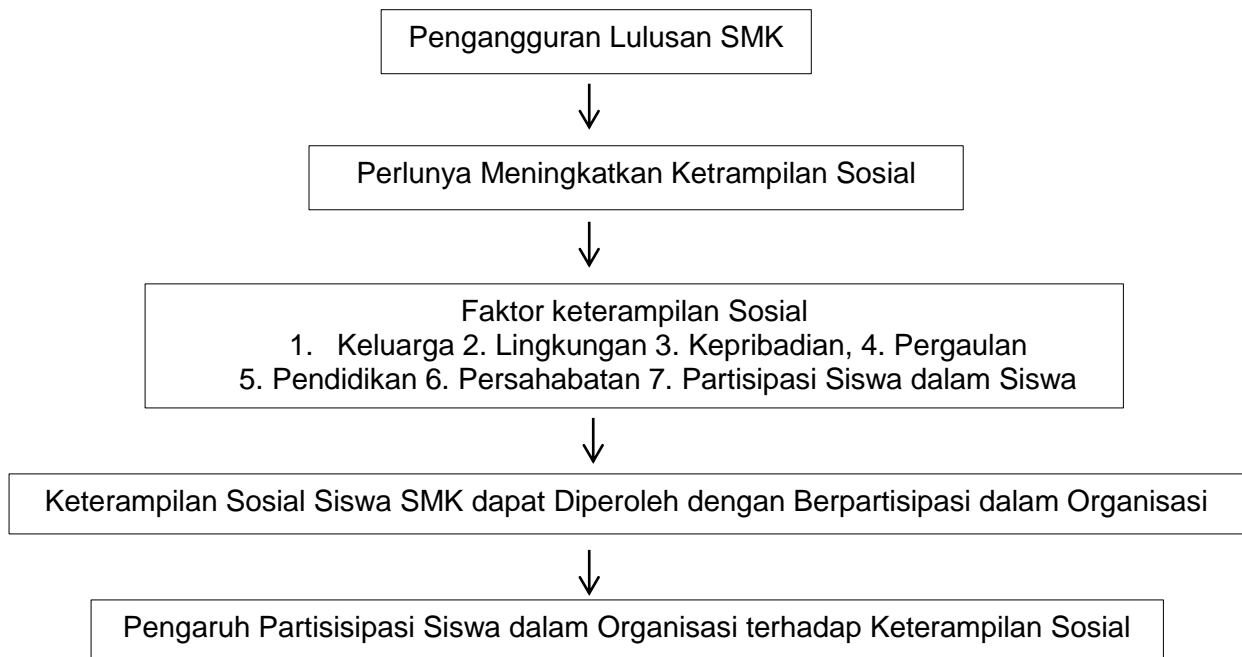 Pengangguran Lulusan SMK
Perlunya Meningkatkan Ketrampilan Sosial
Faktor keterampilan Sosial
1. Keluarga 2. Lingkungan 3. Kepribadian, 4. Pergaulan
5. Pendidikan 6. Persahabatan 7. Partisipasi Siswa dalam Siswa
Keterampilan Sosial Siswa SMK dapat Diperoleh dengan Berpartisipasi dalam Organisasi
Pengaruh Partisisipasi Siswa dalam Organisasi terhadap Keterampilan Sosial